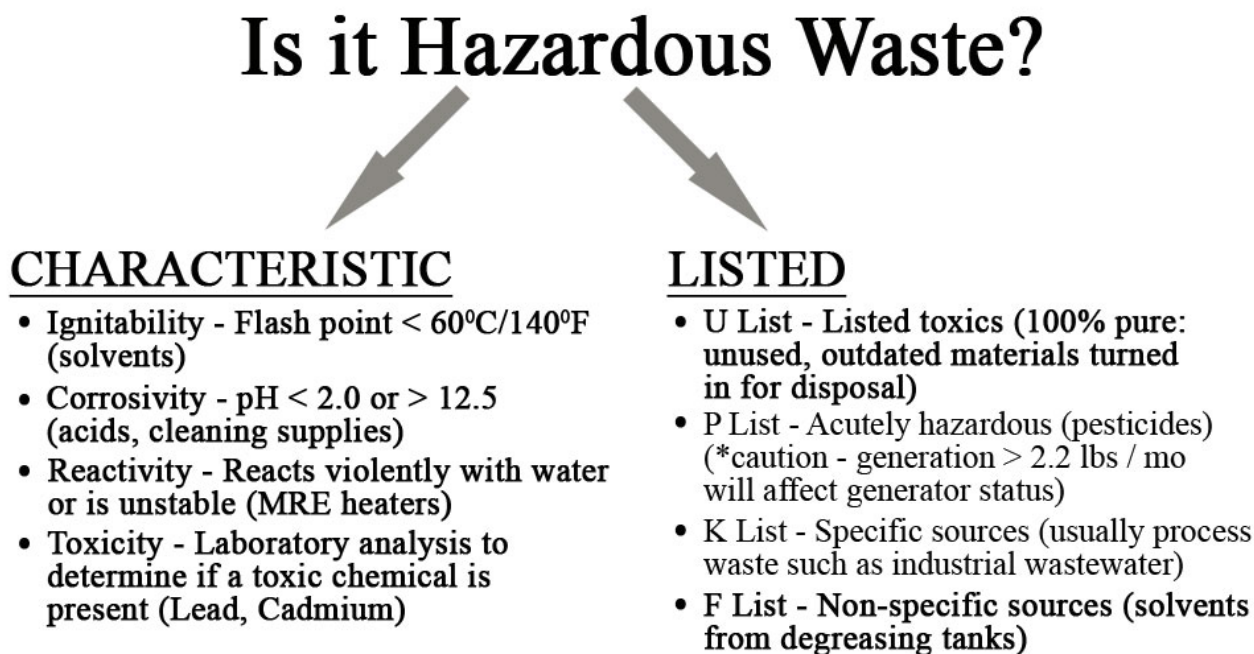 Is it Hazardous Waste?
CHARACTERISTIC
• Ignitability - Flash point < 60⁰C/140⁰F
(solvents)
• Corrosivity - pH < 2.0 or > 12.5
(acids, cleaning supplies)
• Reactivity - Reacts violently with water
or is unstable (MRE heaters)
• Toxicity - Laboratory analysis to
determine if a toxic chemical is
present (Lead, Cadmium)
LISTED
• U List - Listed toxics (100% pure:
unused, outdated materials turned
in for disposal)
• P List - Acutely hazardous (pesticides)
(*caution - generation > 2.2 lbs / mo
will affect generator status)
• K List - Specific sources (usually process
waste such as industrial wastewater)
• F List - Non-specific sources (solvents
from degreasing tanks)